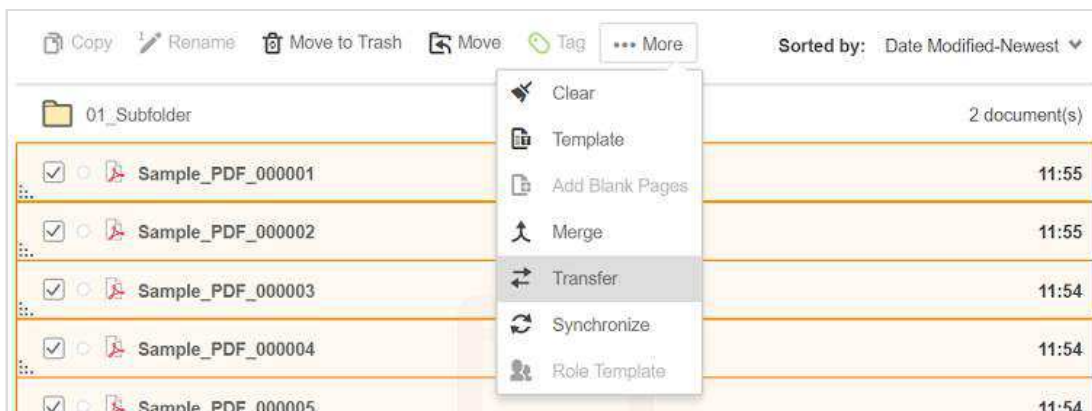 Copy Rename Move to Trash Move Tag ••• More Sorted by: Date Modified-Newest
Clear
01_Subfolder 2 document(s)
Template
Sample_PDF_000001 11:55
Add Blank Pages
Sample_PDF_000002 11:55
Merge
Transfer
Sample_PDF_000003 11:54
Synchronize
Sample_PDF_000004 11:54
Role Template
Sample_PDF_000005 11:54